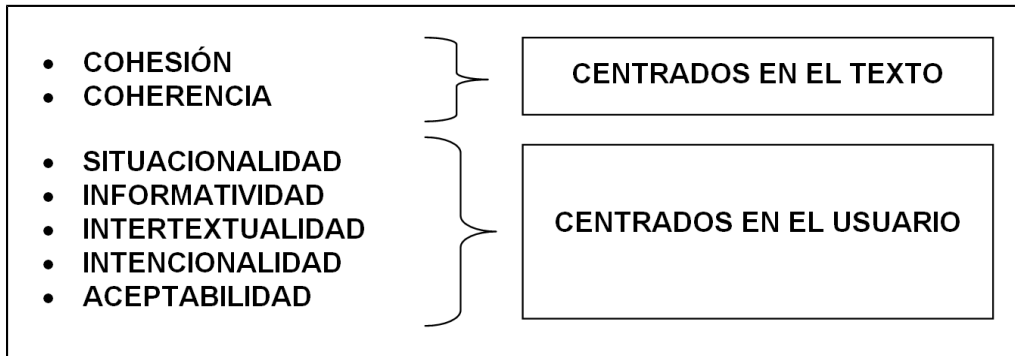 • COHESIÓN
• COHERENCIA
CENTRADOS EN EL TEXTO
• SITUACIONALIDAD
• INFORMATIVIDAD
• INTERTEXTUALIDAD
• INTENCIONALIDAD
• ACEPTABILIDAD
CENTRADOS EN EL USUARIO